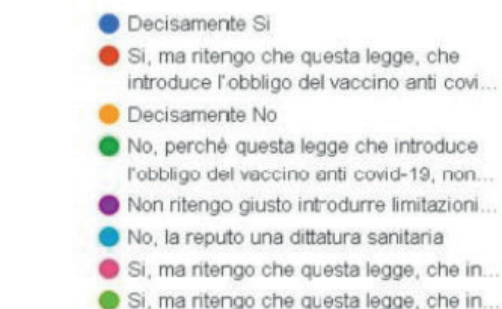 Decisamente Si
Si, ma ritengo che questa legge, che
introduce l'obbligo del vaccino anti covi...
Decisamente No
No, perchè questa legge che introduce
l'obbligo del vaccino anti covid-19, non...
Non ritengo giusto introdurre limitazioni...
No, la reputo una dittatura sanitaria
Si, ma ritengo che questa legge, che in...
Si, ma ritengo che questa legge, che in...